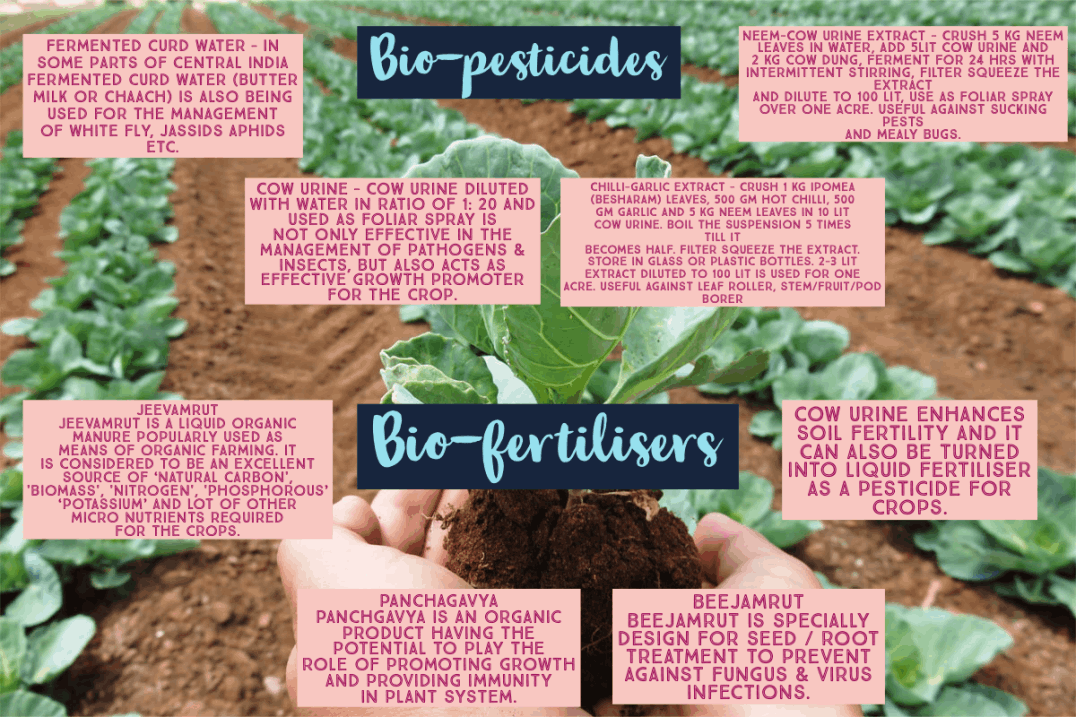 Bio-pesticides
FERMENTED CURD WATER - IN
SOME PARTS OF CENTRAL INDIA
FERMENTED CURD WATER (BUTTER
MILK OR CHAACH) IS ALSO BEING
USED FOR THE MANAGEMENT
OF WHITE FLY, JASSIDS APHIDS
ETC.
NEEM-COW URINE EXTRACT - CRUSH 5 KG NEEM
LEAVES IN WATER, ADD 5LIT COW URINE AND
2 KG COW DUNG, FERMENT FOR 24 HRS WITH
INTERMITTENT STIRRING, FILTER SQUEEZE THE
EXTRACT
AND DILUTE TO 100 LIT, USE AS FOLIAR SPRAY
OVER ONE ACRE. USEFUL AGAINST SUCKING
PESTS
AND MEALY BUGS.
COW URINE - COW URINE DILUTED
WITH WATER IN RATIO OF 1: 20 AND
USED AS FOLIAR SPRAY IS
NOT ONLY EFFECTIVE IN THE
MANAGEMENT OF PATHOGENS &
INSECTS, BUT ALSO ACTS AS
EFFECTIVE GROWTH PROMOTER
FOR THE CROP.
CHILLI-GARLIC EXTRACT - CRUSH 1 KG IPOMEA
(BESHARAM) LEAVES, 500 GM HOT CHILLI, 500
GM GARLIC AND 5 KG NEEM LEAVES IN 10 LIT
COW URINE. BOIL THE SUSPENSION 5 TIMES
TILL IT
BECOMES HALF. FILTER SQUEEZE THE EXTRACT.
STORE IN GLASS OR PLASTIC BOTTLES. 2-3 LIT
EXTRACT DILUTED TO 100 LIT IS USED FOR ONE
ACRE. USEFUL AGAINST LEAF ROLLER, STEM/FRUIT/POD
BORER
Bio-fertilisers
JEEVAMRUT
JEEVAMRUT IS A LIQUID ORGANIC
MANURE POPULARLY USED AS
MEANS OF ORGANIC FARMING. IT
IS CONSIDERED TO BE AN EXCELLENT
SOURCE OF 'NATURAL CARBON',
'BIOMASS', 'NITROGEN', 'PHOSPHOROUS'
'POTASSIUM' AND LOT OF OTHER
MICRO NUTRIENTS REQUIRED
FOR THE CROPS.
COW URINE ENHANCES
SOIL FERTILITY AND IT
CAN ALSO BE TURNED
INTO LIQUID FERTILISER
AS A PESTICIDE FOR
CROPS.
PANCHAGAVYA
PANCHGAVYA IS AN ORGANIC
PRODUCT HAVING THE
POTENTIAL TO PLAY THE
ROLE OF PROMOTING GROWTH
AND PROVIDING IMMUNITY
IN PLANT SYSTEM.
BEEJAMRUT
BEEJAMRUT IS SPECIALLY
DESIGN FOR SEED / ROOT
TREATMENT TO PREVENT
AGAINST FUNGUS & VIRUS
INFECTIONS.